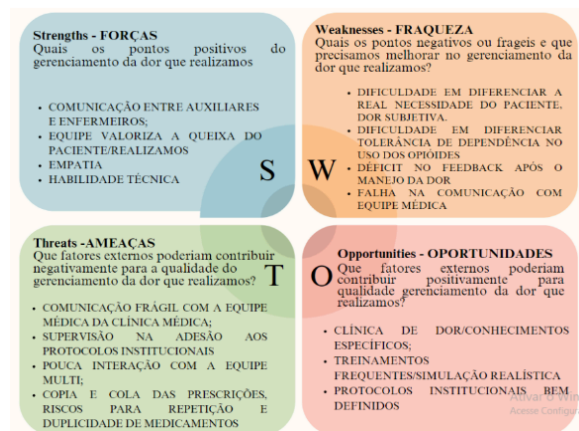 Strengths - FORÇAS
Quais os pontos positivos do
gerenciamento da dor que realizamos
• COMUNICAÇÃO ENTRE AUXILIARES
E ENFERMEIROS;
• EQUIPE VALORIZA A QUEIXA DO
PACIENTE/REALIZAMOS
• EMPATIA
• HABILIDADE TÉCNICA
S
Weaknesses - FRAQUEZA
Quais os pontos negativos ou frageis e que
precisamos melhorar no gerenciamento da
dor que realizamos?
• DIFICULDADE EM DIFERENCIAR A
REAL NECESSIDADE DO PACIENTE.
DOR SUBJETIVA.
• DIFICULDADE EM DIFERENCIAR
TOLERÂNCIA DE DEPENDÊNCIA NO
USO DOS OPIÓIDES
• DÉFICIT NO FEEDBACK APÓS O
MANEJO DA DOR
• FALHA NA COMUNICAÇÃO COM
EQUIPE MÉDICA
W
Threats -AMEAÇAS
Que fatores externos poderiam contribuir
negativamente para a qualidade do
gerenciamento da dor que realizamos?
T
• COMUNICAÇÃO FRÁGIL COM A EQUIPE
MÉDICA DA CLÍNICA MÉDICA;
• SUPERVISÃO NA ADESÃO AOS
PROTOCOLOS INSTITUCIONAIS
• POUCA INTERAÇÃO COM A EQUIPE
MULTI;
• COPIA E COLA DAS PRESCRIÇÕES,
RISCOS PARA REPETIÇÃO E
DUPLICIDADE DE MEDICAMENTOS
Opportunities - OPORTUNIDADES
Que fatores externos poderiam
contribuir positivamente para
qualidade gerenciamento da dor que
realizamos?
O
• CLÍNICA DE DOR/CONHECIMENTOS
ESPECÍFICOS;
• TREINAMENTOS
FREQUENTES/SIMULAÇÃO REALÍSTICA
• PROTOCOLOS INSTITUCIONAIS BEM
DEFINIDOS
Ativar o Win
Acesse Configu